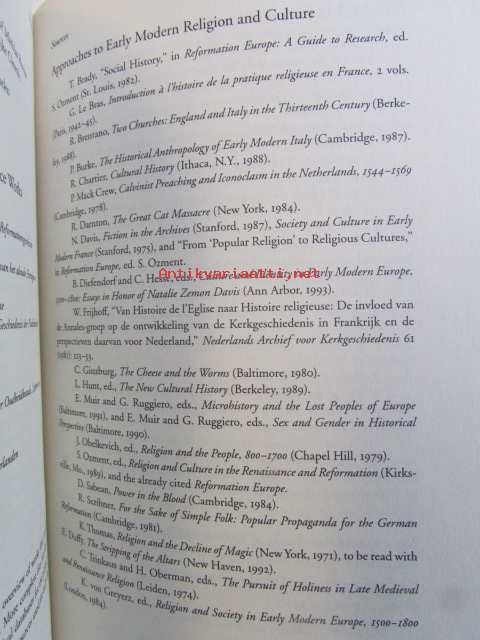 Sources
Approaches to Early Modern Religion and Culture
T. Brady, "Social History," in Reformation Europe: A Guide to Research, ed.
S. Ozment (St. Louis, 1982).
G. Le Bras, Introduction à l'histoire de la pratique religieuse en France, 2 vols.
(Paris, 1942–45).
R. Brentano, Two Churches: England and Italy in the Thirteenth Century (Berke-
ley, 1988).
P. Burke, The Historical Anthropology of Early Modern Italy (Cambridge, 1987).
R. Chartier, Cultural History (Ithaca, N.Y., 1988).
P. Mack Crew, Calvinist Preaching and Iconoclasm in the Netherlands, 1544–1569
(Cambridge, 1978).
R. Darnton, The Great Cat Massacre (New York, 1984).
N. Davis, Fiction in the Archives (Stanford, 1987), Society and Culture in Early
Modern France (Stanford, 1975), and "From 'Popular Religion' to Religious Cultures,"
in Reformation Europe, ed. S. Ozment.
B. Diefendorf and C. Hesse, eds., Early Modern Europe,
Antikvariaatti.net
Essays in Honor of Natalie Zemon Davis (Ann Arbor, 1993).
W. Frijhoff, "Van Histoire de l'Eglise naar Histoire religieuse: De invloed van
de Annales-groep op de ontwikkeling van de Kerkgeschiedenis in Frankrijk en de
perspectieven daarvan voor Nederland," Nederlands Archief voor Kerkgeschiedenis 61
(1981): 113–53.
C. Ginzburg, The Cheese and the Worms (Baltimore, 1980).
L. Hunt, ed., The New Cultural History (Berkeley, 1989).
E. Muir and G. Ruggiero, eds., Microhistory and the Lost Peoples of Europe
(Baltimore, 1991), and E. Muir and G. Ruggiero, eds., Sex and Gender in Historical
Perspective (Baltimore, 1990).
J. Obelkevich, ed., Religion and the People, 800–1700 (Chapel Hill, 1979).
S. Ozment, ed., Religion and Culture in the Renaissance and Reformation (Kirks-
ville, Mo., 1989), and the already cited Reformation Europe.
D. Sabean, Power in the Blood (Cambridge, 1984).
R. Scribner, For the Sake of Simple Folk: Popular Propaganda for the German
Reformation (Cambridge, 1981).
K. Thomas, Religion and the Decline of Magic (New York, 1971), to be read with
E. Duffy, The Stripping of the Altars (New Haven, 1992).
C. Trinkaus and H. Oberman, eds., The Pursuit of Holiness in Late Medieval
and Renaissance Religion (Leiden, 1974).
K. von Greyerz, ed., Religion and Society in Early Modern Europe, 1500–1800
(London, 1984).